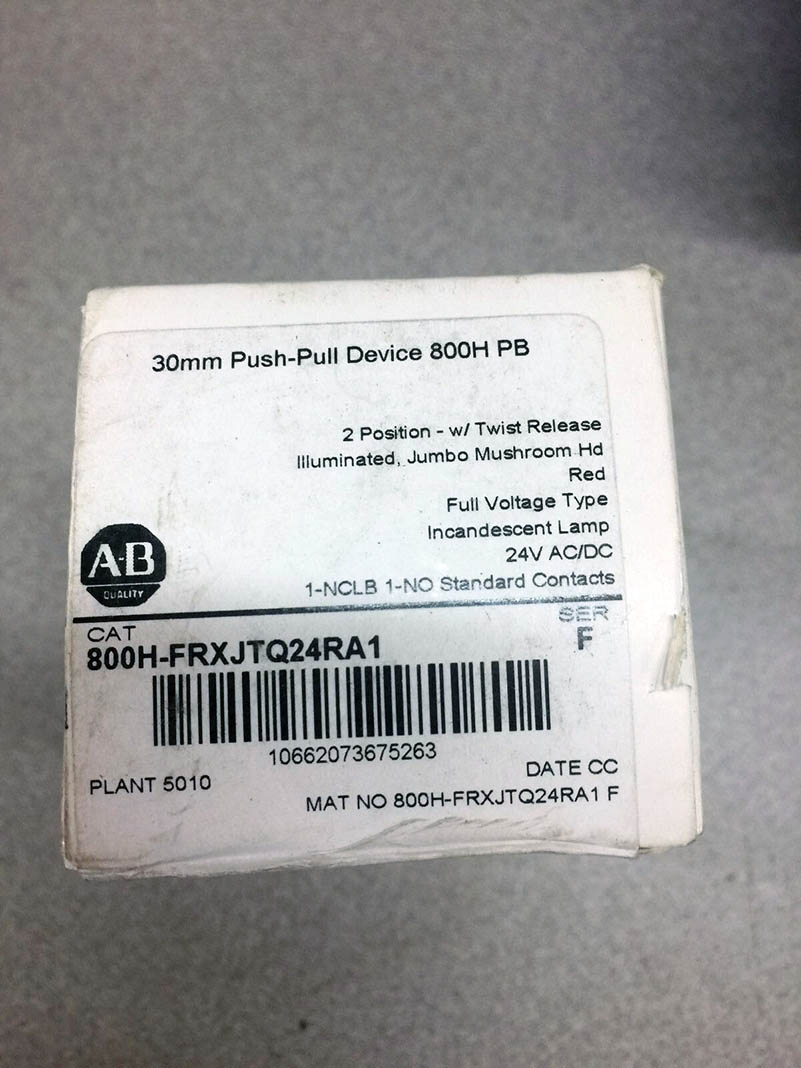 30mm Push-Pull Device 800H PB
2 Position - w/ Twist Release
Illuminated, Jumbo Mushroom Hd
Red
Full Voltage Type
Incandescent Lamp
24V AC/DC
1-NCLB 1-NO Standard Contacts
A-B
QUALITY
CAT
SER
800H-FRXJTQ24RA1
F
10662073675263
PLANT 5010
DATE CC
MAT NO 800H-FRXJTQ24RA1 F